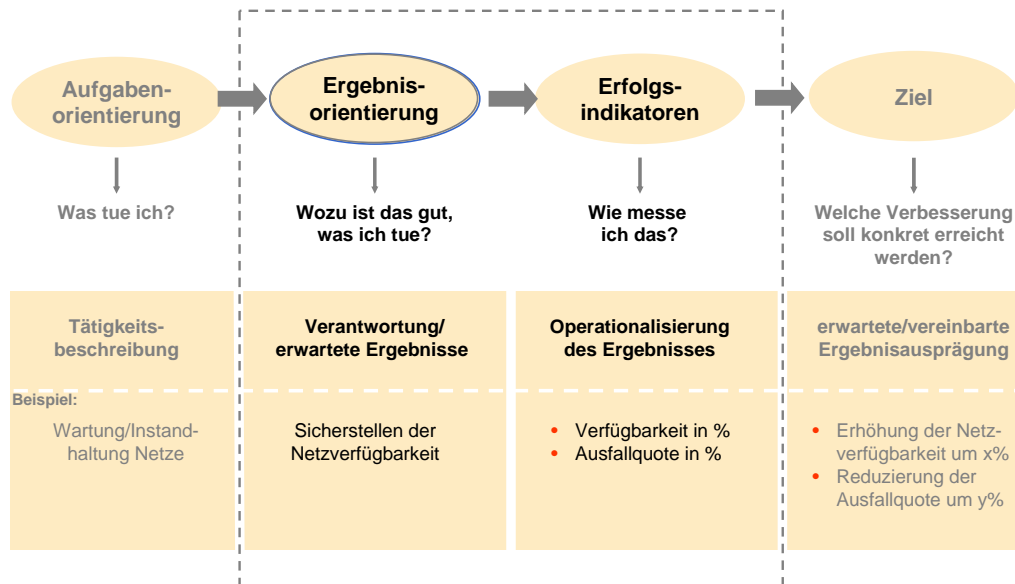 Aufgaben-
orientierung
Ergebnis-
orientierung
Erfolgs-
indikatoren
Ziel
Was tue ich?
Wozu ist das gut,
was ich tue?
Wie messe
ich das?
Welche Verbesserung
soll konkret erreicht
werden?
Tätigkeits-
beschreibung
Verantwortung/
erwartete Ergebnisse
Operationalisierung
des Ergebnisses
erwartete/vereinbarte
Ergebnisausprägung
Beispiel:
Wartung/Instand-
haltung Netze
Sicherstellen der
Netzverfügbarkeit
• Verfügbarkeit in %
• Ausfallquote in %
• Erhöhung der Netz-
verfügbarkeit um x%
• Reduzierung der
Ausfallquote um y%